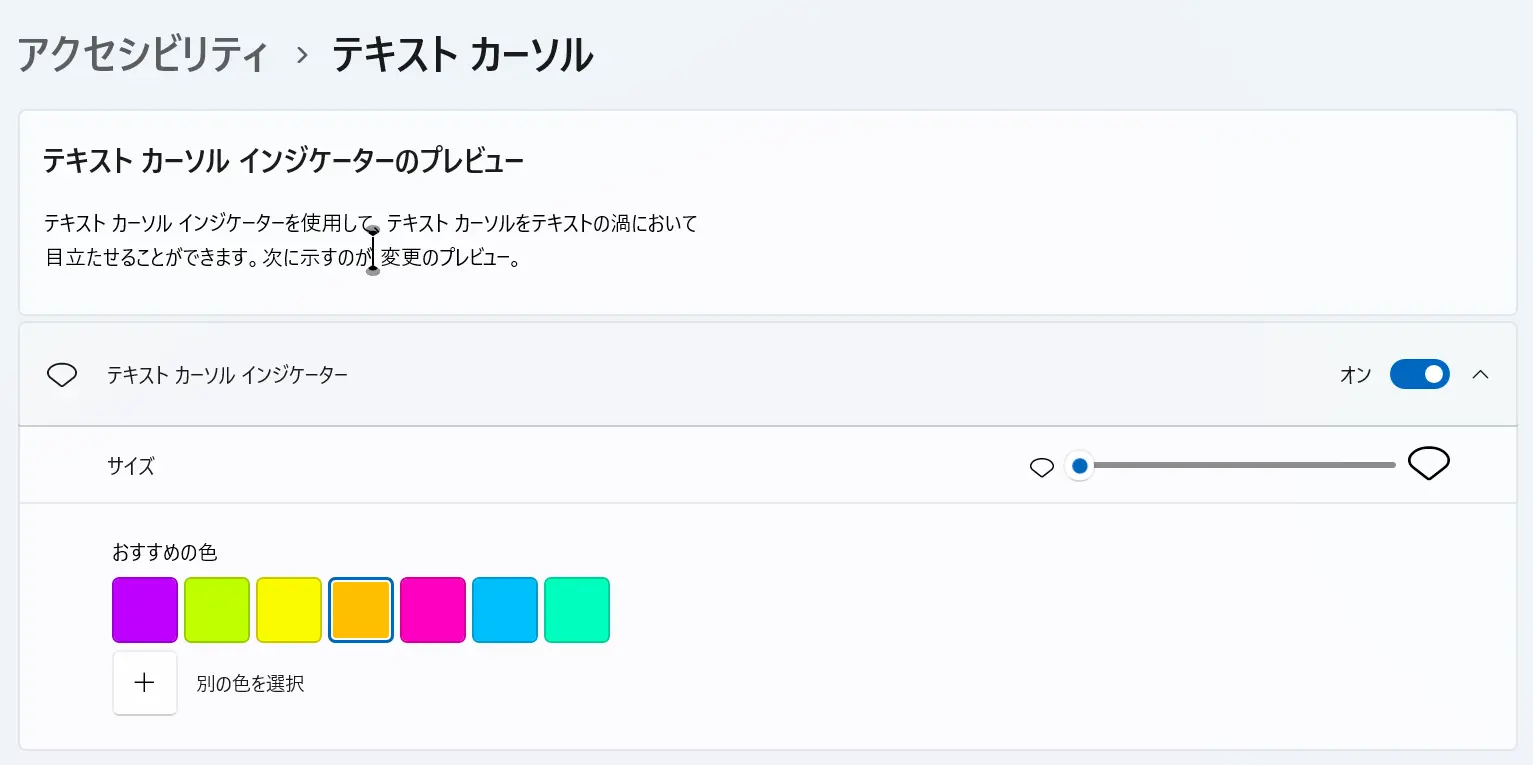 アクセシビリティ › テキスト カーソル
テキスト カーソル インジケーターのプレビュー
テキスト カーソル インジケーターを使用して、テキスト カーソルをテキストの渦において
目立たせることができます。次に示すのが 変更のプレビュー。
テキスト カーソル インジケーター
オン
サイズ
おすすめの色
別の色を選択